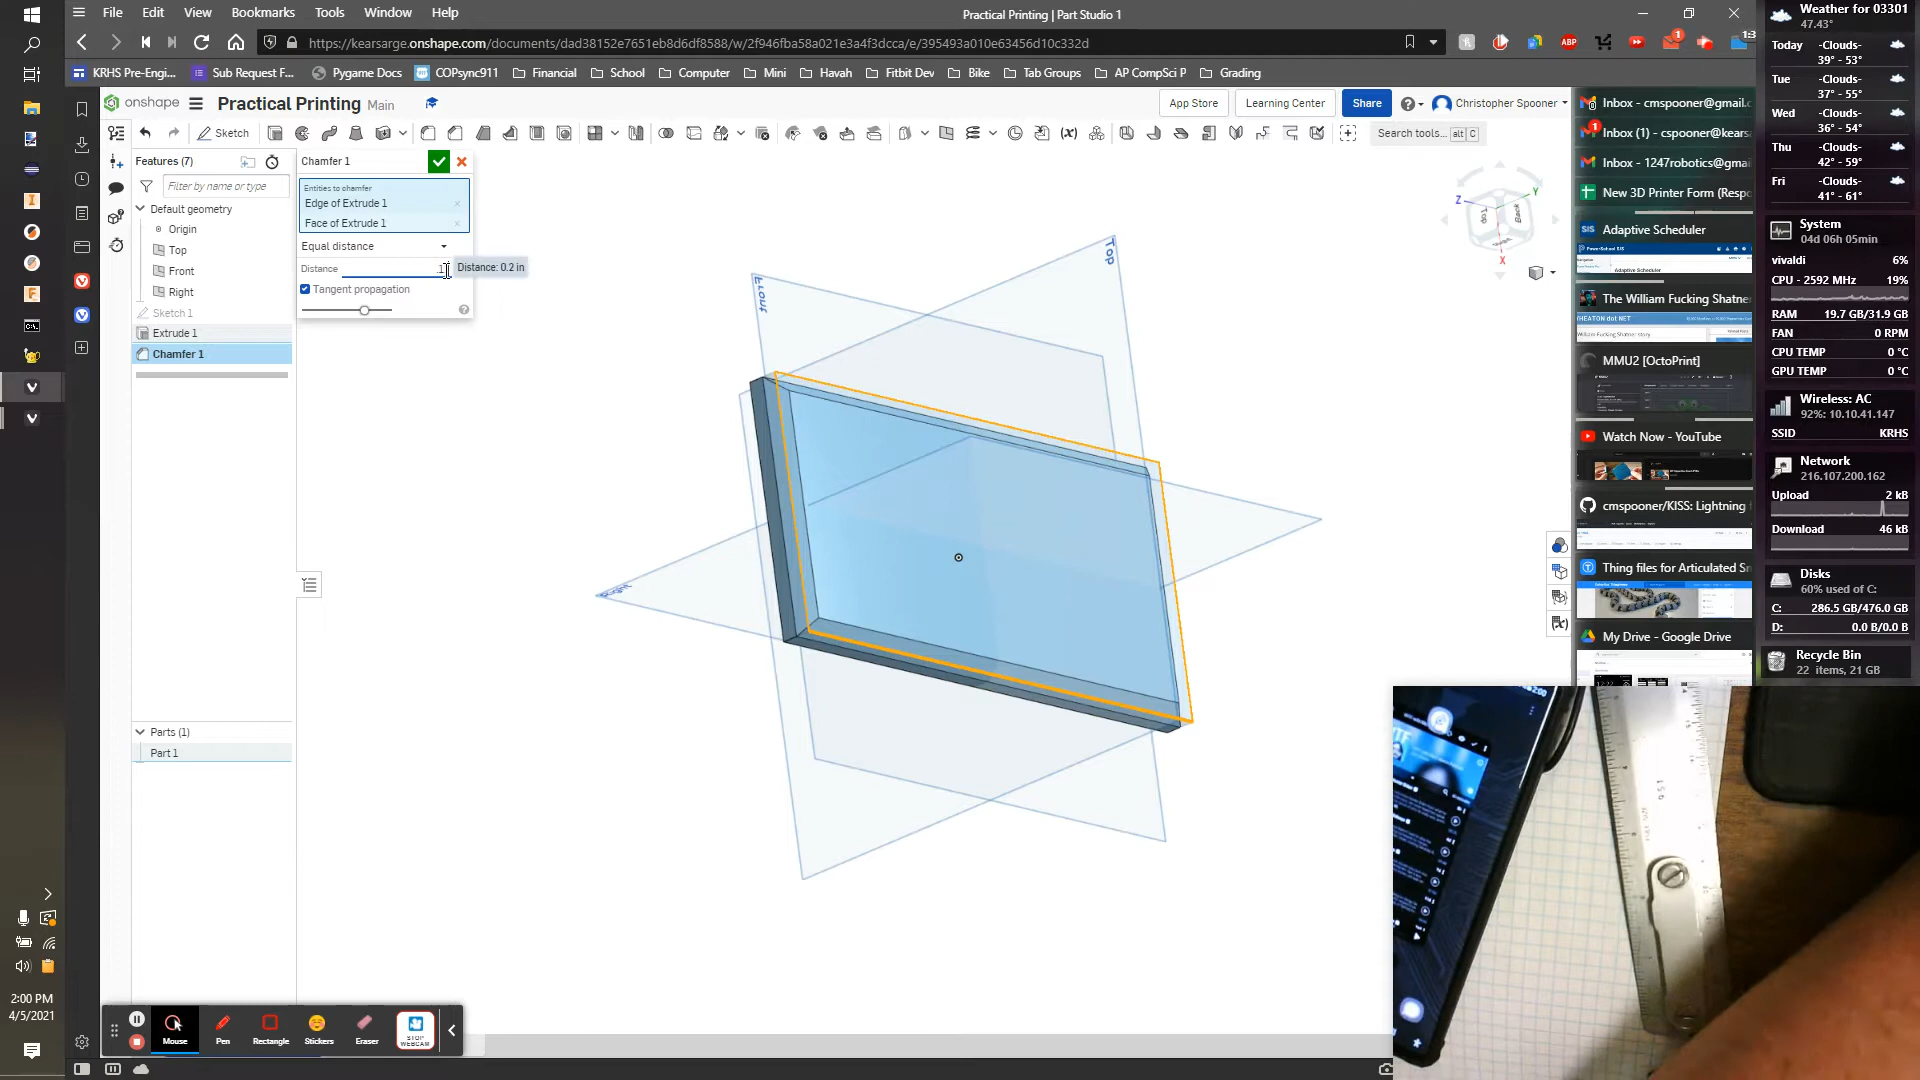 File Edit View Bookmarks Tools Window Help
Practical Printing | Part Studio 1
https://kearsarge.onshape.com/documents/dad38152e7651eb8d6df8588/w/2f946fba58a021e3a4f3dcca/e/395493a010e63456d10c332d
KRHS Pre-Engi... Sub Request F... Pygame Docs COPsync911 Financial School Computer Mini Havah Fitbit Dev Bike Tab Groups AP CompSci P Grading
onshape Practical Printing Main
App Store Learning Center Share Christopher Spooner
Sketch
Search tools... alt C
Features (7)
Filter by name or type
Default geometry
Origin
Top
Front
Right
Sketch 1
Extrude 1
Chamfer 1
Parts (1)
Part 1
Chamfer 1
Entities to chamfer
Edge of Extrude 1
Face of Extrude 1
Equal distance
Distance .1
Distance: 0.2 in
Tangent propagation
Front
Top
Z Y X
Top Back
Mouse Pen Rectangle Stickers Eraser STOP WEBCAM
2:00 PM
4/5/2021
Inbox - cmspooner@gmail.c
Inbox (1) - cspooner@kears
Inbox - 1247robotics@gmai
New 3D Printer Form (Respo
Adaptive Scheduler
The William Fucking Shatner
MMU2 [OctoPrint]
Watch Now - YouTube
cmspooner/KISS: Lightning
Thing files for Articulated Sn
My Drive - Google Drive
Weather for 03301
47.43°
Today -Clouds- 39° - 53°
Tue -Clouds- 37° - 55°
Wed -Clouds- 36° - 54°
Thu -Clouds- 42° - 59°
Fri -Clouds- 41° - 61°
System
04d 06h 05min
vivaldi 6%
CPU - 2592 MHz 19%
RAM 19.7 GB/31.9 GB
FAN 0 RPM
CPU TEMP 0 °C
GPU TEMP 0 °C
Wireless: AC
92%: 10.10.41.147
SSID KRHS
Network
216.107.200.162
Upload 2 kB
Download 46 kB
Disks
60% used of C:
C: 286.5 GB/476.0 GB
D: 0.0 B/0.0 B
Recycle Bin
22 items, 21 GB